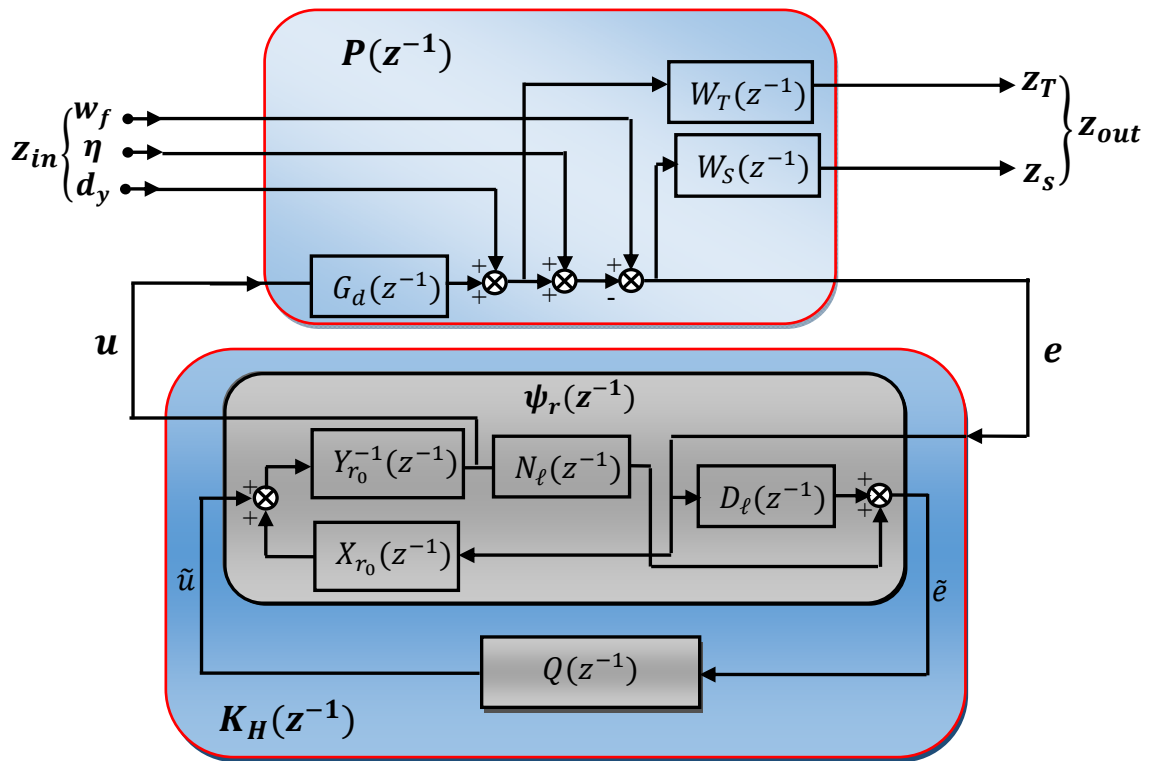 P(z⁻¹)
W_T(z⁻¹)
z_T
w_f
z_in
η
z_out
W_S(z⁻¹)
d_y
z_s
+
+
+
+
+
-
G_d(z⁻¹)
u
e
ψ_r(z⁻¹)
Y_{r_0}^{-1}(z⁻¹)
N_ℓ(z⁻¹)
D_ℓ(z⁻¹)
+
+
+
+
X_{r_0}(z⁻¹)
ũ
ẽ
Q(z⁻¹)
K_H(z⁻¹)